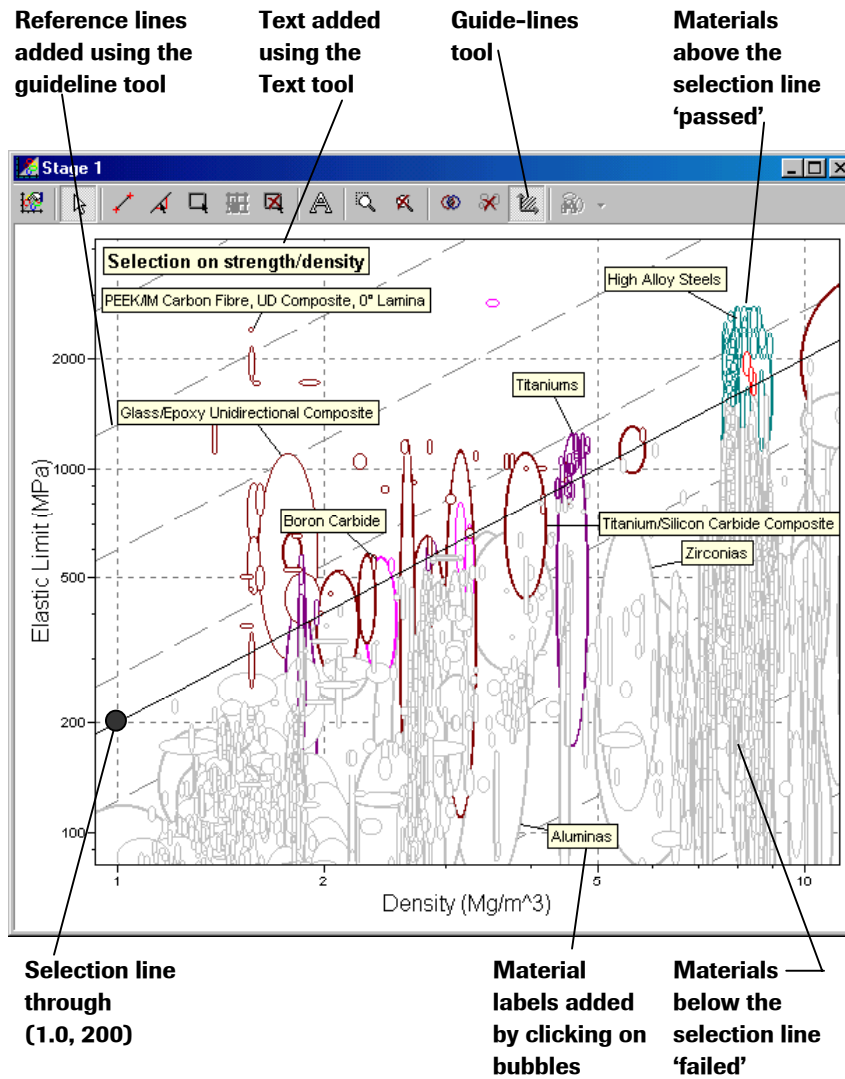 Reference lines
added using the
guideline tool
Text added
using the
Text tool
Guide-lines
tool
Materials
above the
selection line
‘passed’
Stage 1
A
Selection on strength/density
PEEK/IM Carbon Fibre, UD Composite, 0° Lamina
High Alloy Steels
2000
Titaniums
Glass/Epoxy Unidirectional Composite
1000
Boron Carbide
Titanium/Silicon Carbide Composite
Zirconias
Elastic Limit (MPa)
500
200
100
Aluminas
1
2
5
10
Density (Mg/m^3)
Selection line
through
(1.0, 200)
Material
labels added
by clicking on
bubbles
Materials
below the
selection line
‘failed’